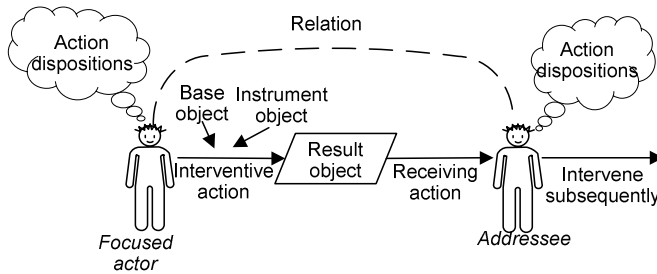 Relation
Action
dispositions
Action
dispositions
Base
object
Instrument
object
Result
object
Interventive
action
Receiving
action
Intervene
subsequently
Focused
actor
Addressee